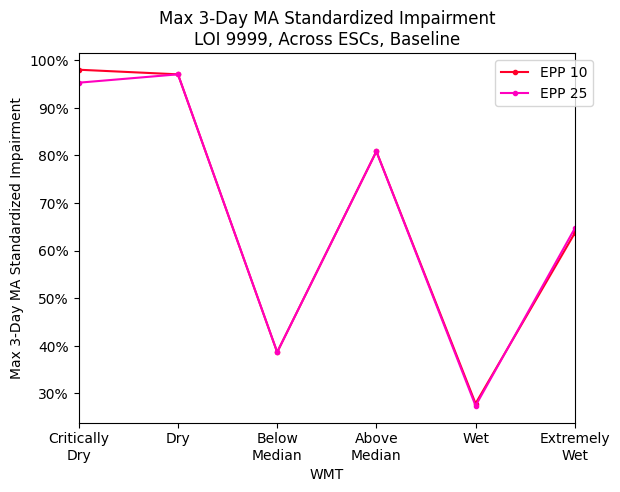 Max 3-Day MA Standardized Impairment
LOI 9999, Across ESCs, Baseline
EPP 10
EPP 25
Max 3-Day MA Standardized Impairment
100%
90%
80%
70%
60%
50%
40%
30%
Critically
Dry
Dry
Below
Median
Above
Median
Wet
Extremely
Wet
WMT